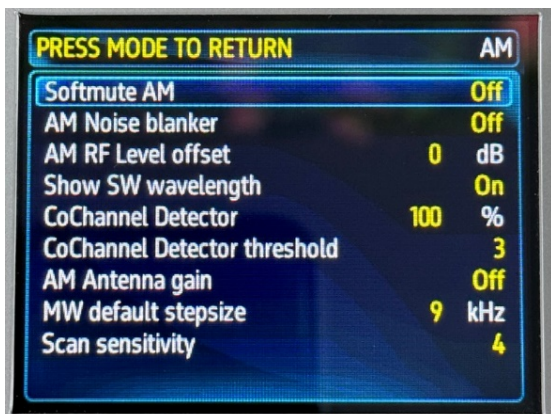 PRESS MODE TO RETURN AM
Softmute AM Off
AM Noise blanker Off
AM RF Level offset 0 dB
Show SW wavelength On
CoChannel Detector 100 %
CoChannel Detector threshold 3
AM Antenna gain Off
MW default stepsize 9 kHz
Scan sensitivity 4